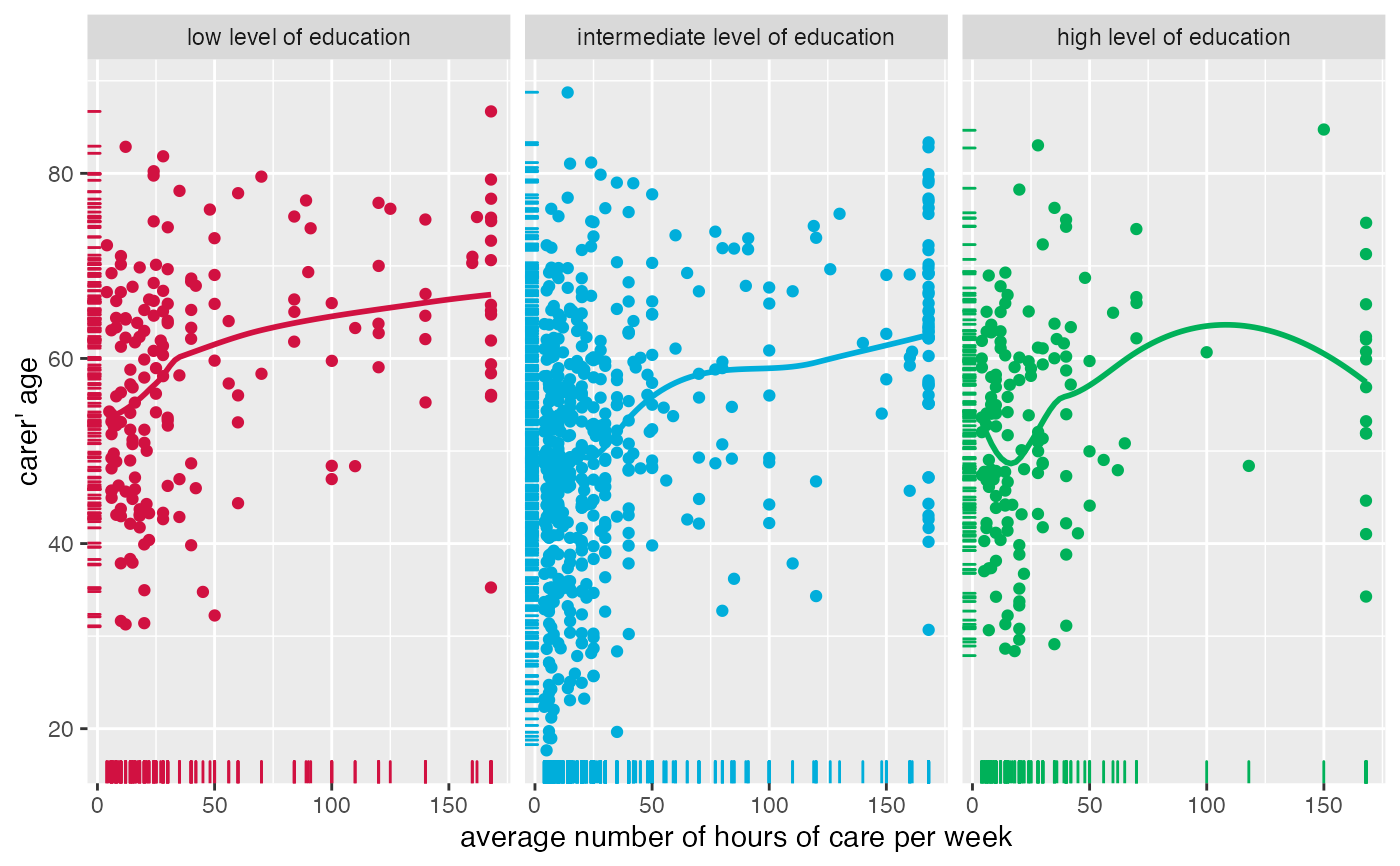 low level of education
intermediate level of education
high level of education
80
60
40
20
carer' age
0 50 100 150
0 50 100 150
0 50 100 150
average number of hours of care per week